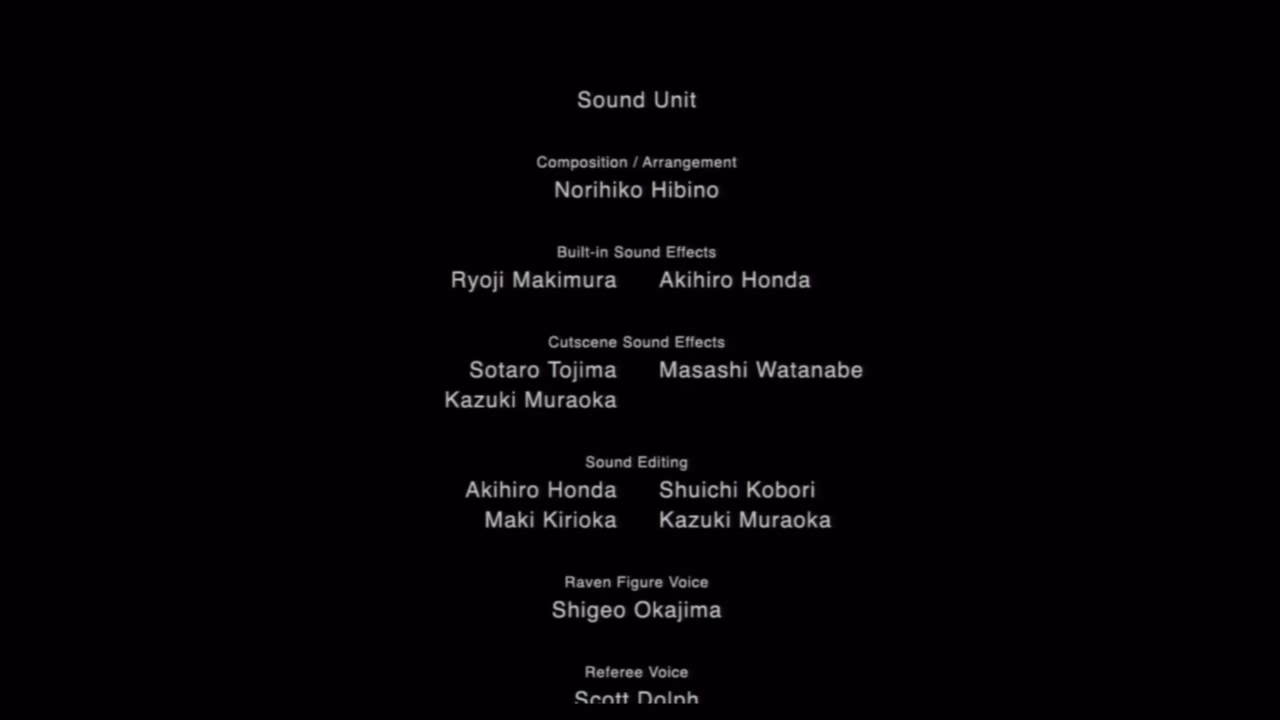 Sound Unit
Composition / Arrangement
Norihiko Hibino
Built-in Sound Effects
Ryoji Makimura Akihiro Honda
Cutscene Sound Effects
Sotaro Tojima Masashi Watanabe
Kazuki Muraoka
Sound Editing
Akihiro Honda Shuichi Kobori
Maki Kirioka Kazuki Muraoka
Raven Figure Voice
Shigeo Okajima
Referee Voice
Scott Dolph